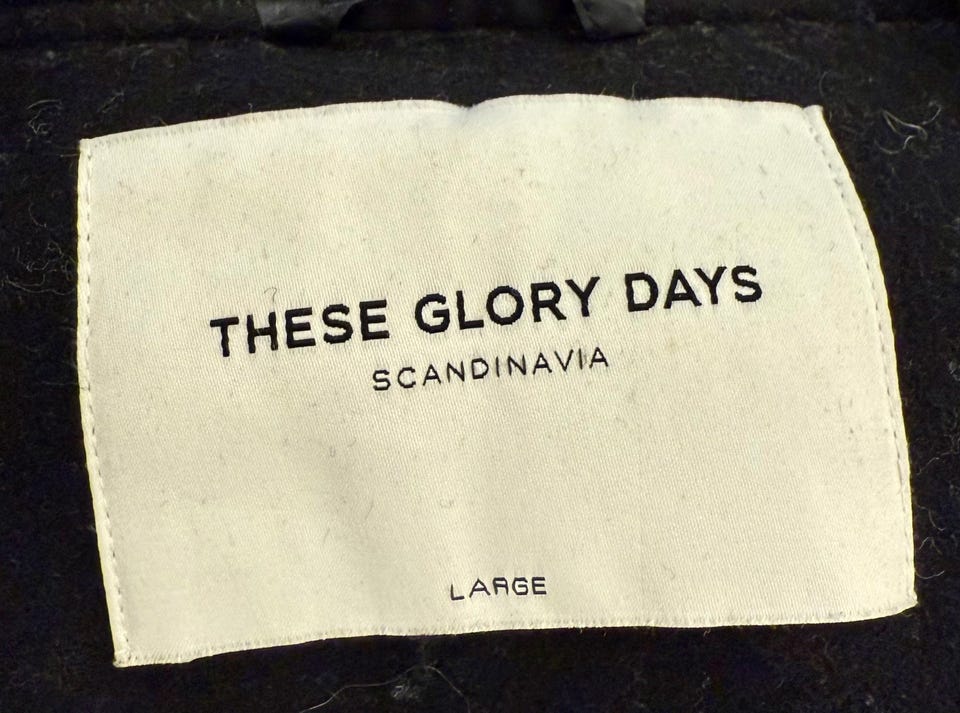 THESE GLORY DAYS
SCANDINAVIA
LARGE